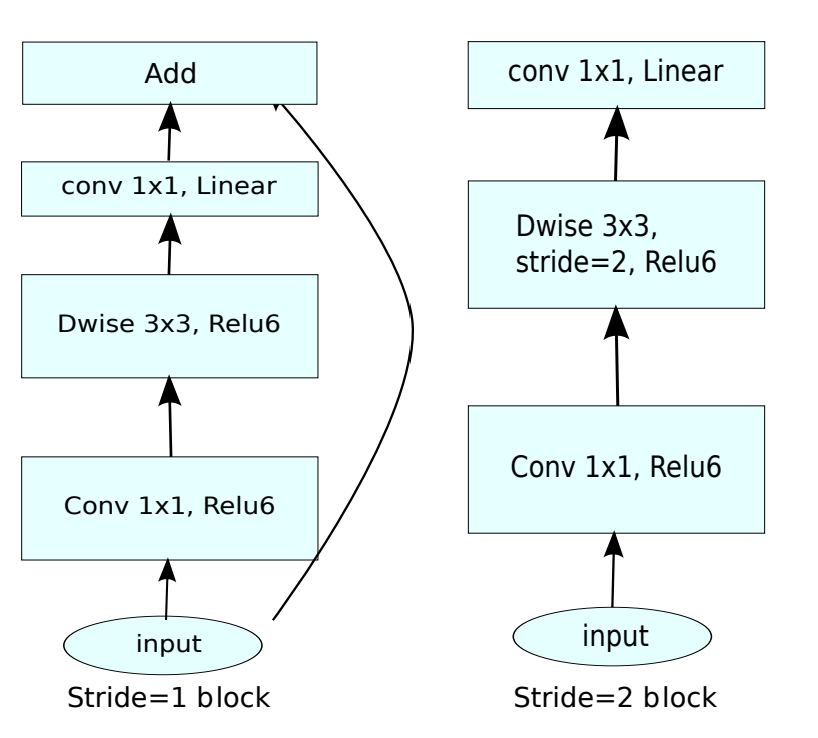 Add
conv 1x1, Linear
Dwise 3x3, Relu6
Conv 1x1, Relu6
input
Stride=1 block
conv 1x1, Linear
Dwise 3x3,
stride=2, Relu6
Conv 1x1, Relu6
input
Stride=2 block